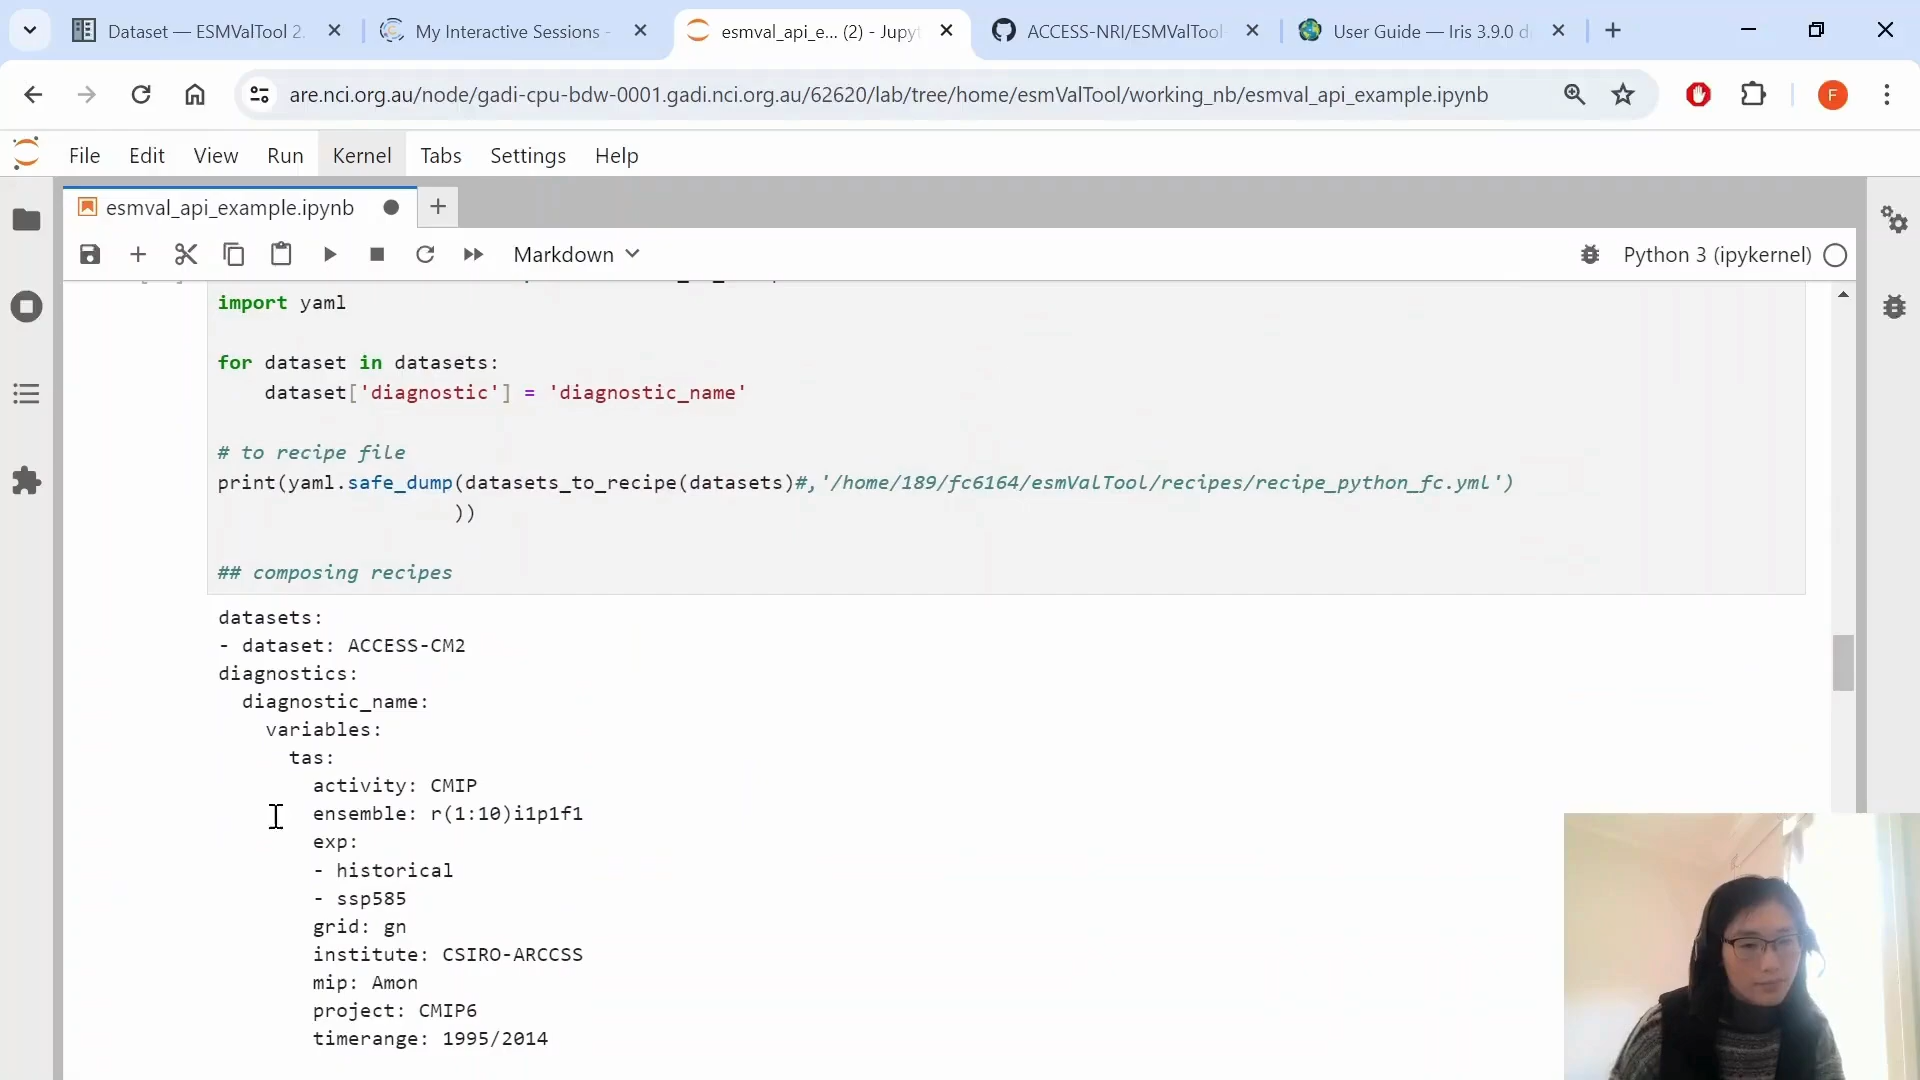 Dataset — ESMValTool 2.
My Interactive Sessions -
esmval_api_e... (2) - Jupy
ACCESS-NRI/ESMValTool-
User Guide — Iris 3.9.0 d
are.nci.org.au/node/gadi-cpu-bdw-0001.gadi.nci.org.au/62620/lab/tree/home/esmValTool/working_nb/esmval_api_example.ipynb
F
File Edit View Run Kernel Tabs Settings Help
esmval_api_example.ipynb
Markdown
Python 3 (ipykernel)
import yaml
for dataset in datasets:
dataset['diagnostic'] = 'diagnostic_name'
# to recipe file
print(yaml.safe_dump(datasets_to_recipe(datasets)#,'/home/189/fc6164/esmValTool/recipes/recipe_python_fc.yml')
))
## composing recipes
datasets:
- dataset: ACCESS-CM2
diagnostics:
diagnostic_name:
variables:
tas:
activity: CMIP
ensemble: r(1:10)i1p1f1
exp:
- historical
- ssp585
grid: gn
institute: CSIRO-ARCCSS
mip: Amon
project: CMIP6
timerange: 1995/2014